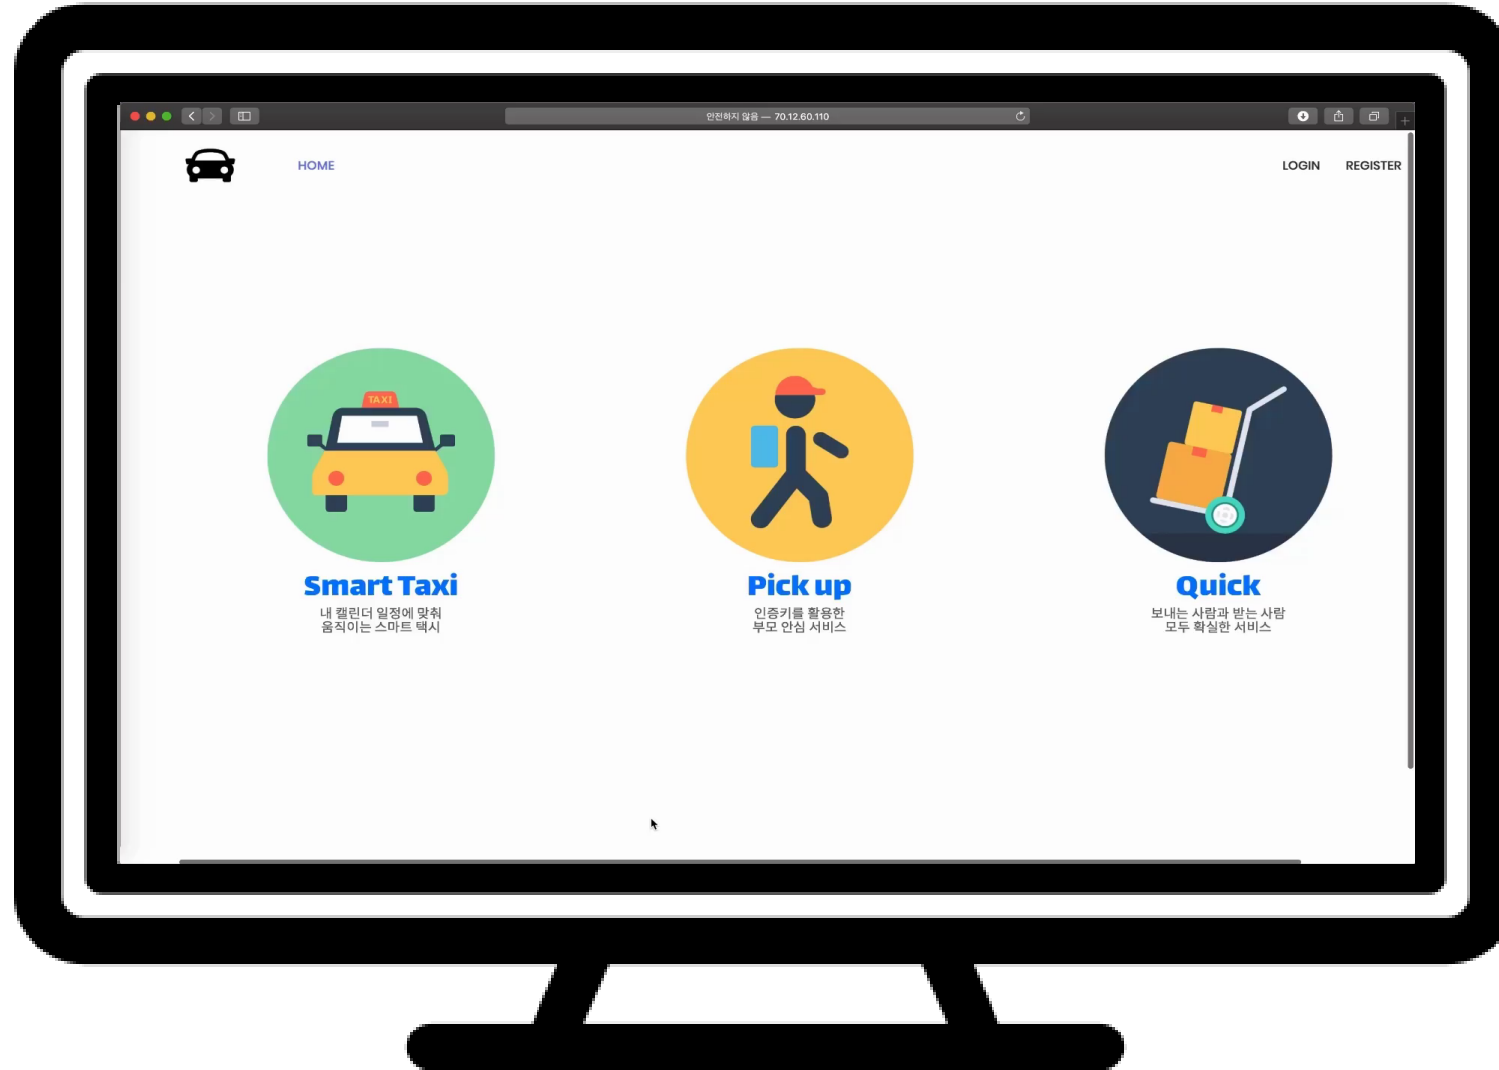 안전하지 않음 — 70.12.60.110
HOME
LOGIN
REGISTER
TAXI
Smart Taxi
내 캘린더 일정에 맞춰
움직이는 스마트 택시
Pick up
인증키를 활용한
부모 안심 서비스
Quick
보내는 사람과 받는 사람
모두 확실한 서비스